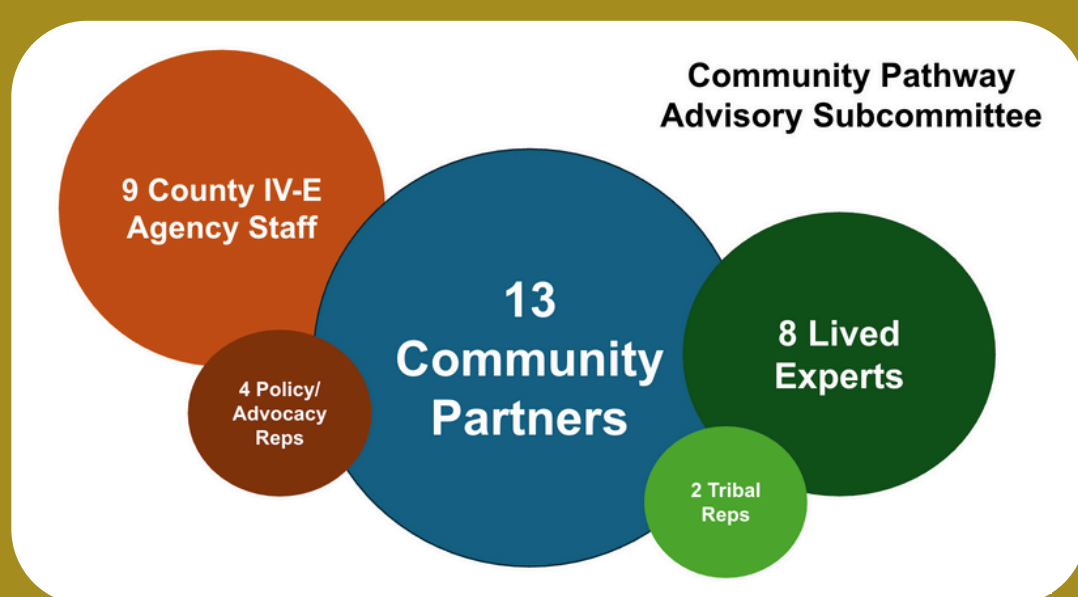 Community Pathway
Advisory Subcommittee
9 County IV-E
Agency Staff
13
Community
Partners
8 Lived
Experts
4 Policy/
Advocacy
Reps
2 Tribal
Reps